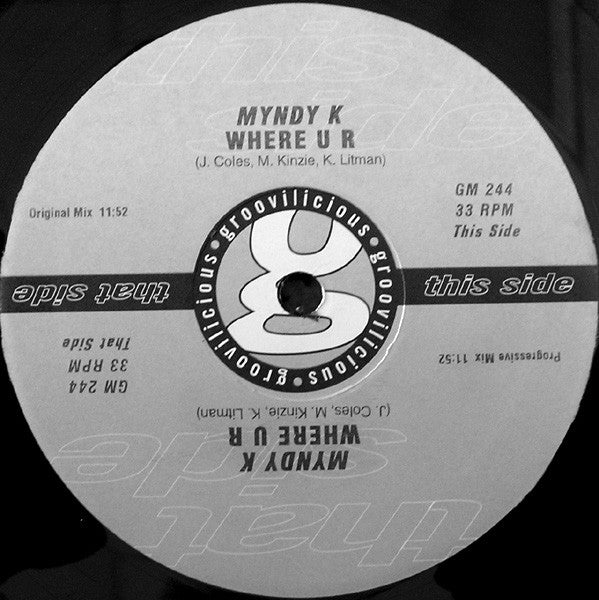 this
side
MYNDY K
WHERE U R
(J. Coles, M. Kinzie, K. Litman)
Original Mix 11:52
GM 244
33 RPM
This Side
groovilicious • groovilicious • groovilicious •
g
this side
that side
Progressive Mix 11:52
GM 244
33 RPM
That Side
MYNDY K
WHERE U R
(J. Coles, M. Kinzie, K. Litman)
that
side